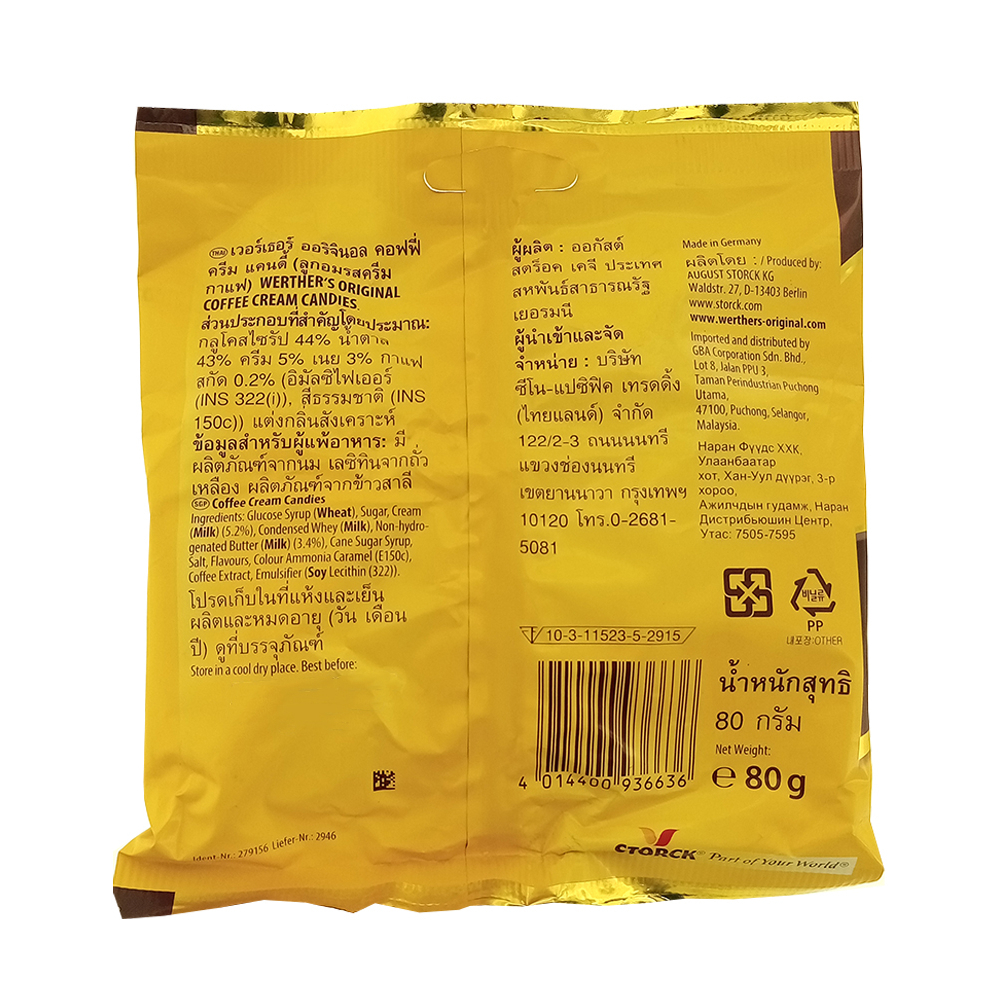 THAI เวอร์เธอร์ ออริจินอล คอฟฟี่
ครีม แคนดี้ (ลูกอมรสครีม
กาแฟ) WERTHER'S ORIGINAL
COFFEE CREAM CANDIES
ส่วนประกอบที่สำคัญโดยประมาณ:
กลูโคสไซรัป 44% น้ำตาล
43% ครีม 5% เนย 3% กาแฟ
สกัด 0.2% (อิมัลซิไฟเออร์
(INS 322(i)), สีธรรมชาติ (INS
150c)) แต่งกลิ่นสังเคราะห์
ข้อมูลสำหรับผู้แพ้อาหาร: มี
ผลิตภัณฑ์จากนม เลซิทินจากถั่ว
เหลือง ผลิตภัณฑ์จากข้าวสาลี
SGP Coffee Cream Candies
Ingredients: Glucose Syrup (Wheat), Sugar, Cream
(Milk) (5.2%), Condensed Whey (Milk), Non-hydro-
genated Butter (Milk) (3.4%), Cane Sugar Syrup,
Salt, Flavours, Colour Ammonia Caramel (E150c),
Coffee Extract, Emulsifier (Soy Lecithin (322)).
โปรดเก็บในที่แห้งและเย็น
ผลิตและหมดอายุ (วัน เดือน
ปี) ดูที่บรรจุภัณฑ์
Store in a cool dry place. Best before:
Ident-Nr.: 279156 Liefer-Nr.: 2946
ผู้ผลิต : ออกัสต์
สตร็อค เคจี ประเทศ
สหพันธ์สาธารณรัฐ
เยอรมนี
ผู้นำเข้าและจัด
จำหน่าย : บริษัท
ซีโน-แปซิฟิค เทรดดิ้ง
(ไทยแลนด์) จำกัด
122/2-3 ถนนนนทรี
แขวงช่องนนทรี
เขตยานนาวา กรุงเทพฯ
10120 โทร.0-2681-
5081
Made in Germany
ผลิตโดย : / Produced by:
AUGUST STORCK KG
Waldstr. 27, D-13403 Berlin
www.storck.com
www.werthers-original.com
Imported and distributed by
GBA Corporation Sdn. Bhd.,
Lot 8, Jalan PPU 3,
Taman Perindustrian Puchong
Utama,
47100, Puchong, Selangor,
Malaysia.
Наран Фүүдс ХХК,
Улаанбаатар
хот, Хан-Уул дүүрэг, 3-р
хороо,
Ажилчдын гудамж, Наран
Дистрибьюшин Центр,
Утас: 7505-7595
비닐류
PP
내포장:OTHER
10-3-11523-5-2915
4 014400 936636
น้ำหนักสุทธิ
80 กรัม
Net Weight:
e 80 g
STORCK® Part of Your World®